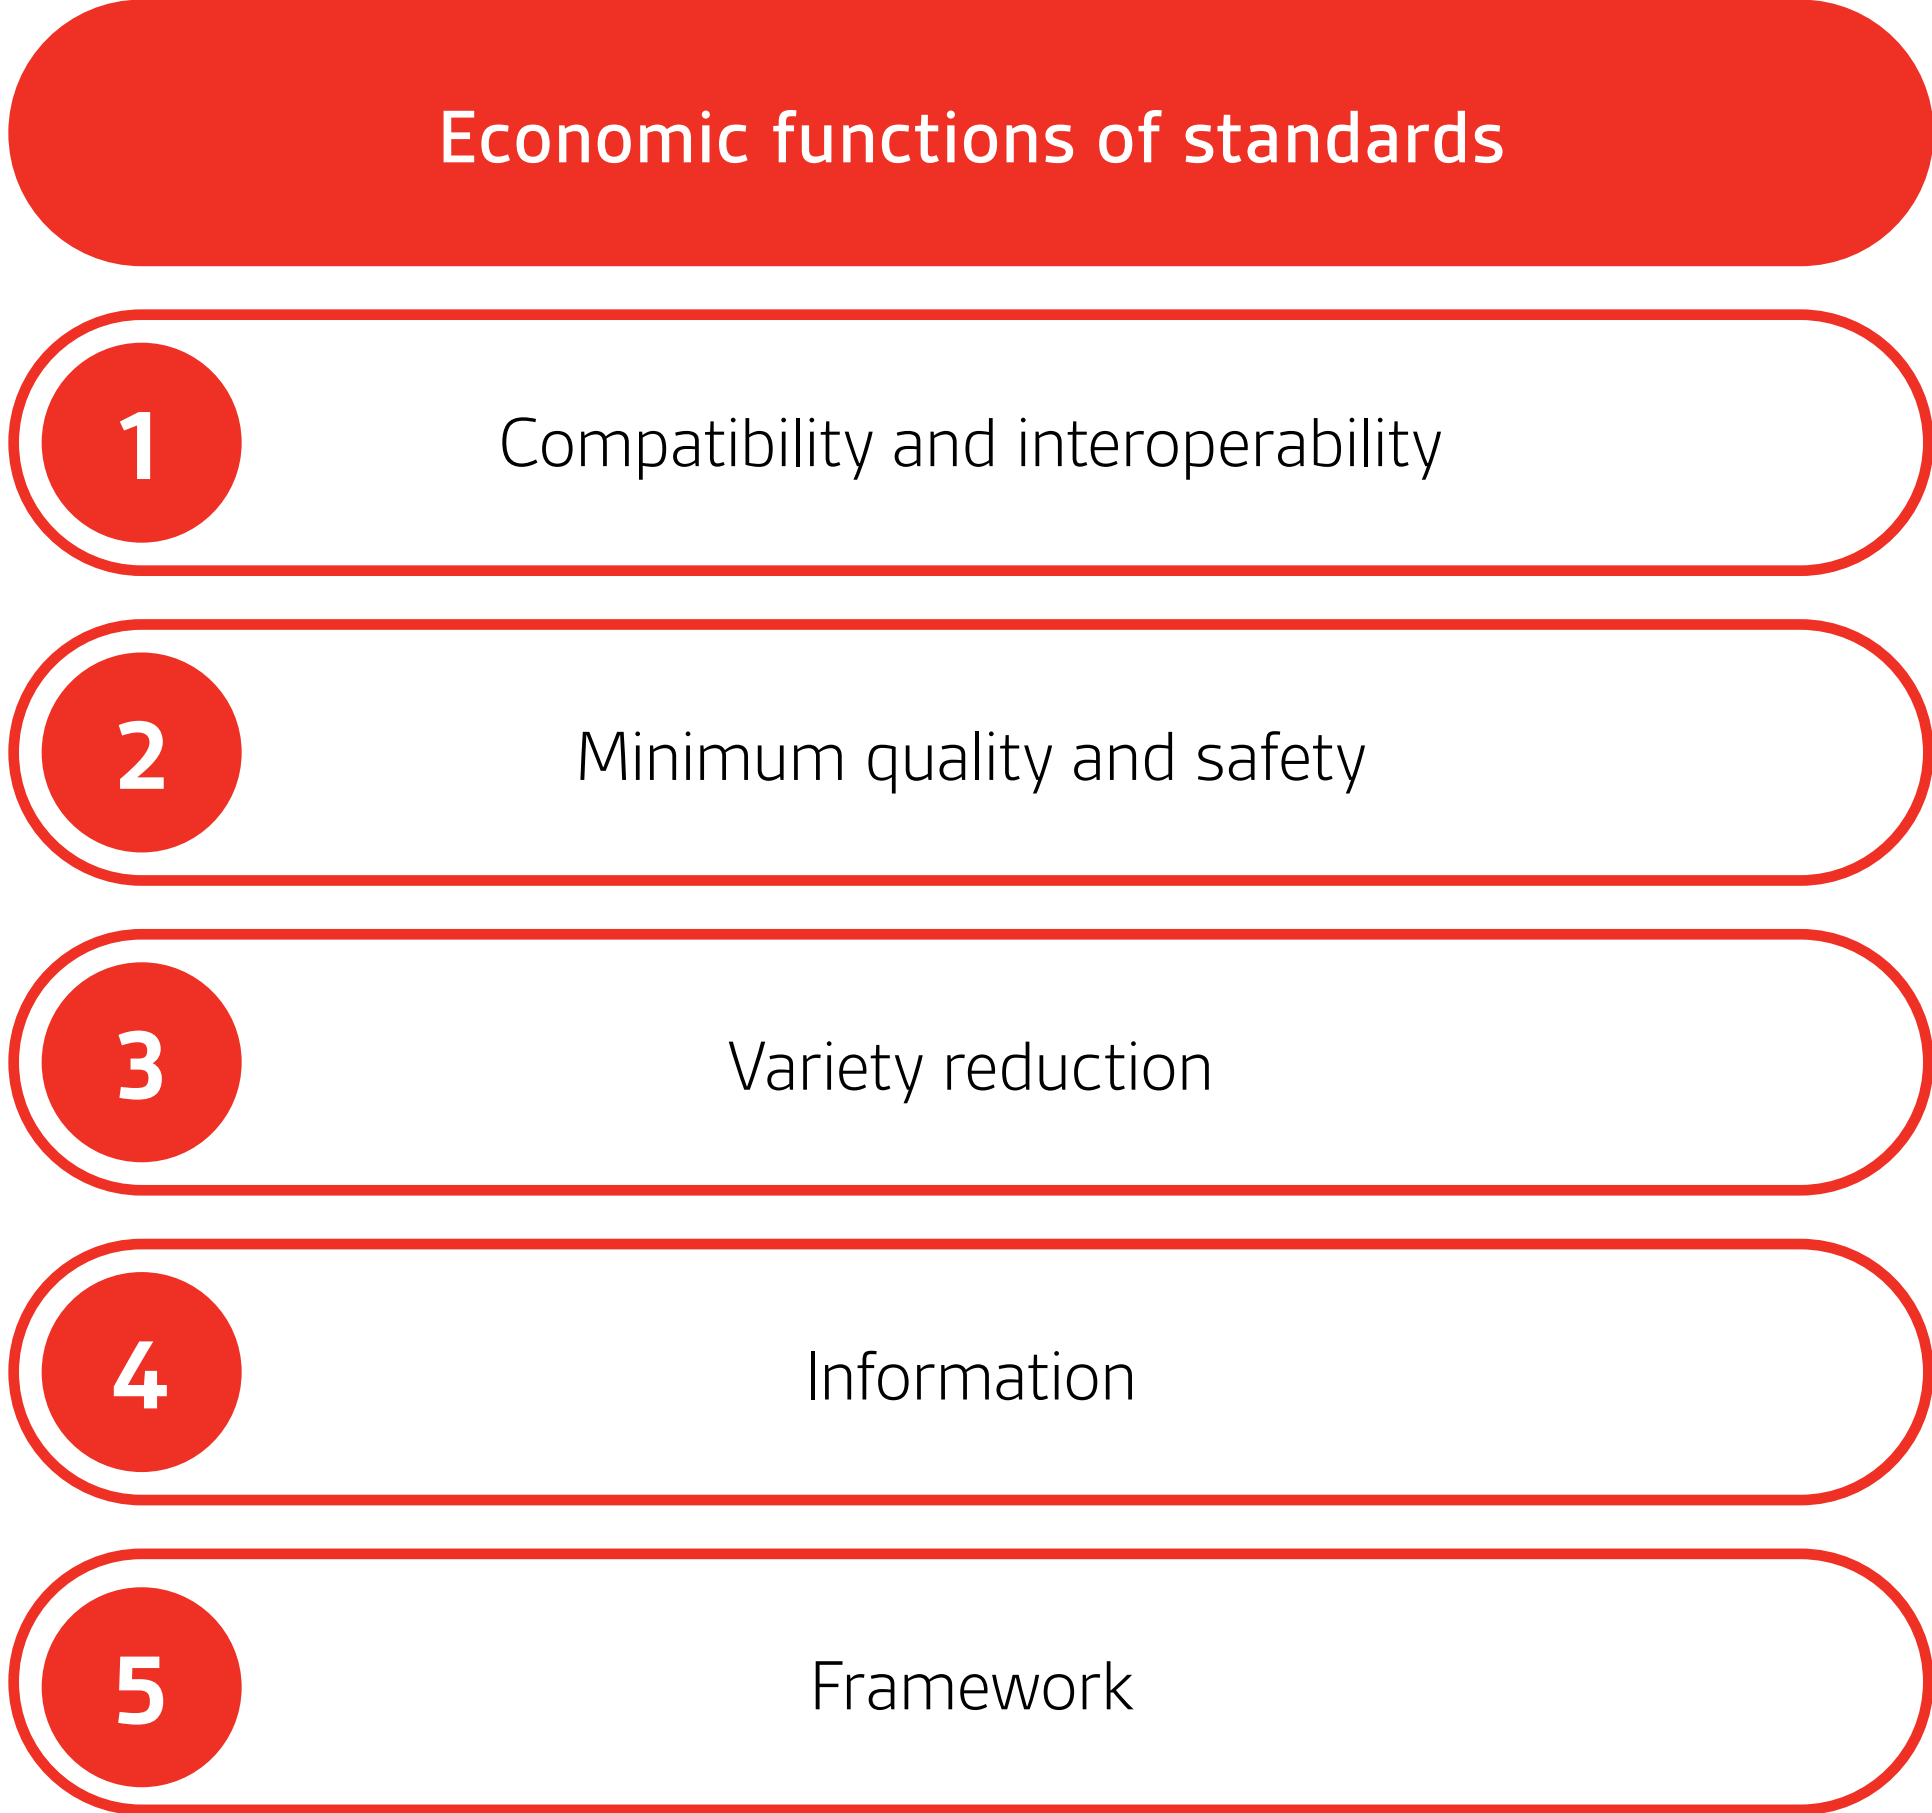 Economic functions of standards
1
Compatibility and interoperability
2
Minimum quality and safety
3
Variety reduction
4
Information
5
Framework